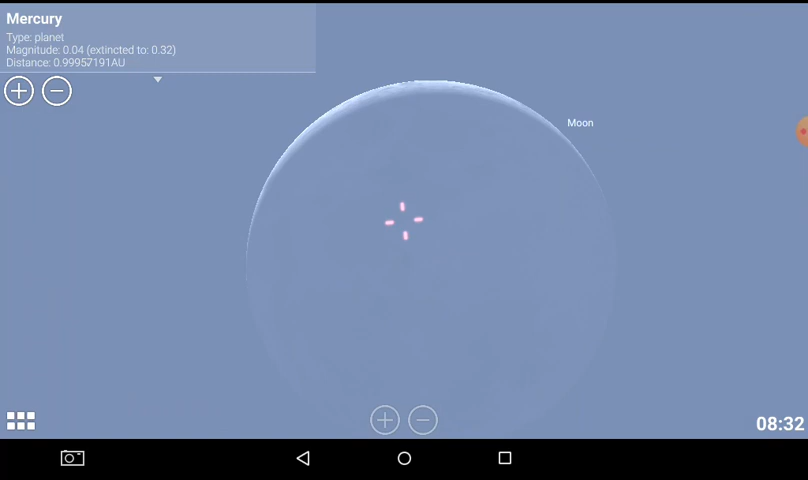 Mercury
Type: planet
Magnitude: 0.04 (extincted to: 0.32)
Distance: 0.99957191AU
Moon
08:32